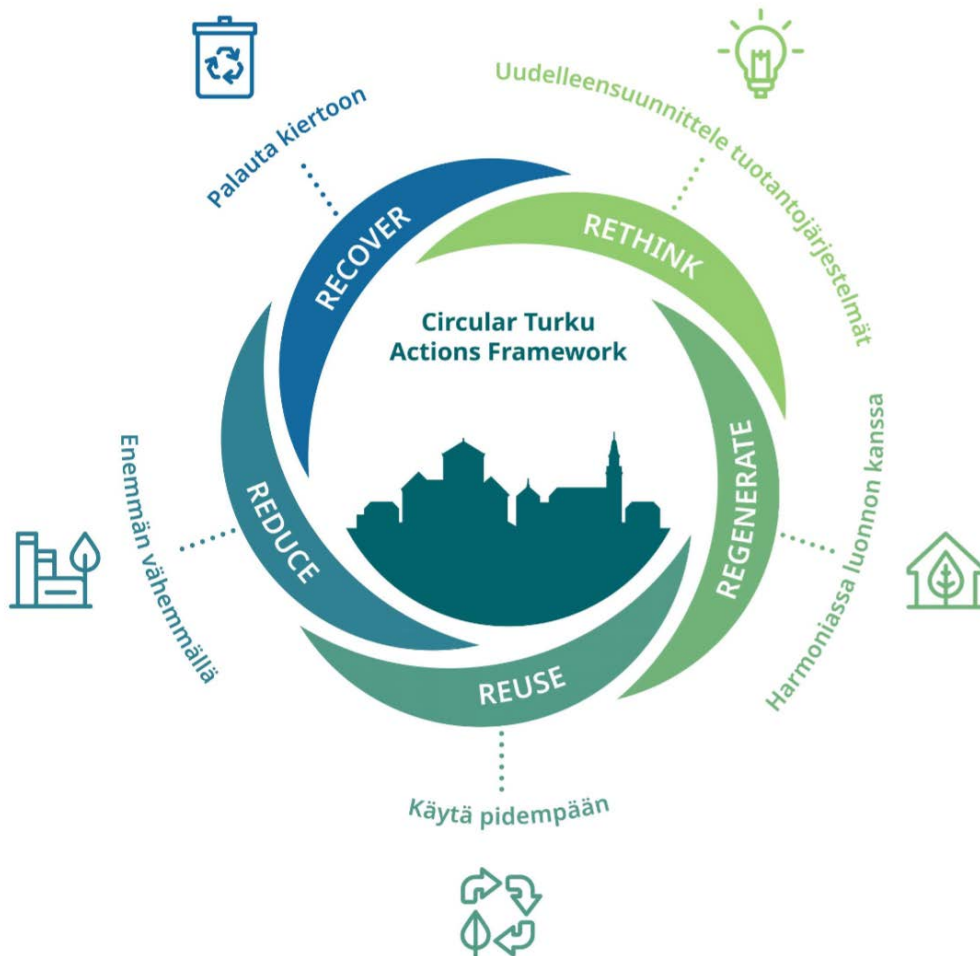 Palauta kiertoon
Uudelleensuunnittele tuotantojärjestelmät
RECOVER
RETHINK
Circular Turku
Actions Framework
Enemmän vähemmällä
REDUCE
REGENERATE
Harmoniassa luonnon kanssa
REUSE
Käytä pidempään